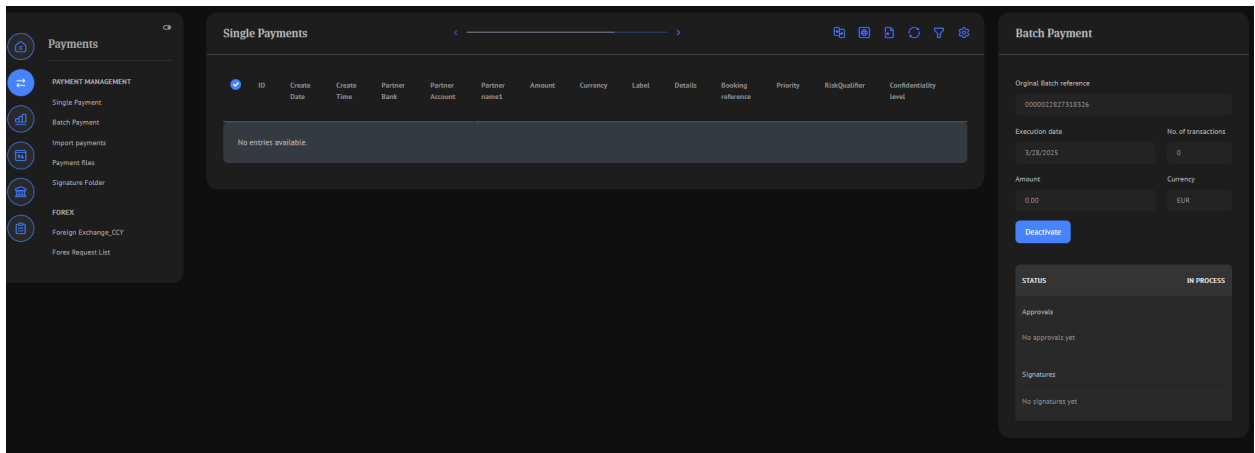 Payments
PAYMENT MANAGEMENT
Single Payment
Batch Payment
Import payments
Payment files
Signature Folder
FOREX
Foreign Exchange_CCY
Forex Request List
Single Payments
ID
Create Date
Create Time
Partner Bank
Partner Account
Partner name1
Amount
Currency
Label
Details
Booking reference
Priority
RiskQualifier
Confidentiality level
No entries available.
Batch Payment
Orginal Batch reference
0000022827318326
Execution date
No. of transactions
5/28/2025
0
Amount
Currency
0.00
EUR
Deactivate
STATUS
IN PROCESS
Approvals
No approvals yet
Signatures
No signatures yet